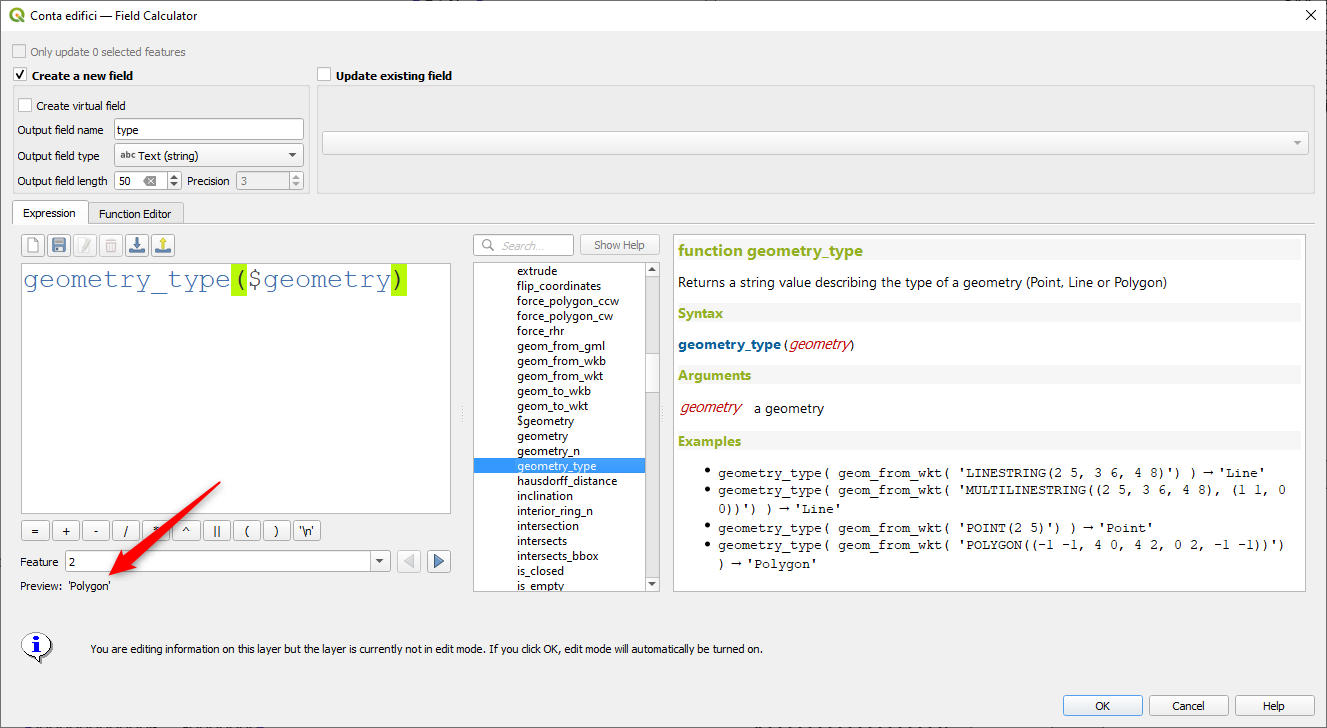 Conta edifici — Field Calculator
Only update 0 selected features
Create a new field
Update existing field
Create virtual field
Output field name type
Output field type abc Text (string)
Output field length 50 Precision 3
Expression Function Editor
Search... Show Help
geometry_type($geometry)
= + - / * ^ || ( ) '\n'
Feature 2
Preview: 'Polygon'
extrude
flip_coordinates
force_polygon_ccw
force_polygon_cw
force_rhr
geom_from_gml
geom_from_wkb
geom_from_wkt
geom_to_wkb
geom_to_wkt
$geometry
geometry
geometry_n
geometry_type
hausdorff_distance
inclination
interior_ring_n
intersection
intersects
intersects_bbox
is_closed
is_empty
function geometry_type
Returns a string value describing the type of a geometry (Point, Line or Polygon)
Syntax
geometry_type(geometry)
Arguments
geometry a geometry
Examples
• geometry_type( geom_from_wkt( 'LINESTRING(2 5, 3 6, 4 8)') ) → 'Line'
• geometry_type( geom_from_wkt( 'MULTILINESTRING((2 5, 3 6, 4 8), (1 1, 0
0))') ) → 'Line'
• geometry_type( geom_from_wkt( 'POINT(2 5)') ) → 'Point'
• geometry_type( geom_from_wkt( 'POLYGON((-1 -1, 4 0, 4 2, 0 2, -1 -1))')
) → 'Polygon'
You are editing information on this layer but the layer is currently not in edit mode. If you click OK, edit mode will automatically be turned on.
OK Cancel Help